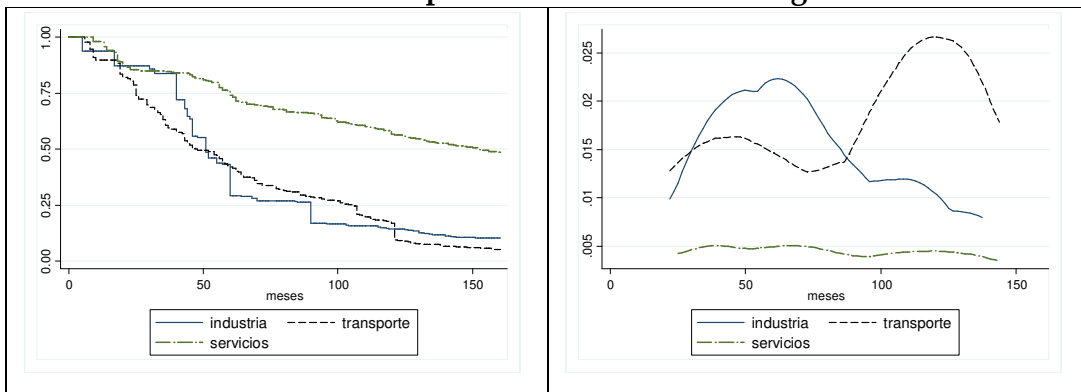 1.00
0.75
0.50
0.25
0.00
0
50
100
150
meses
industria
transporte
servicios
.025
.02
.015
.01
.005
0
50
100
150
meses
industria
transporte
servicios